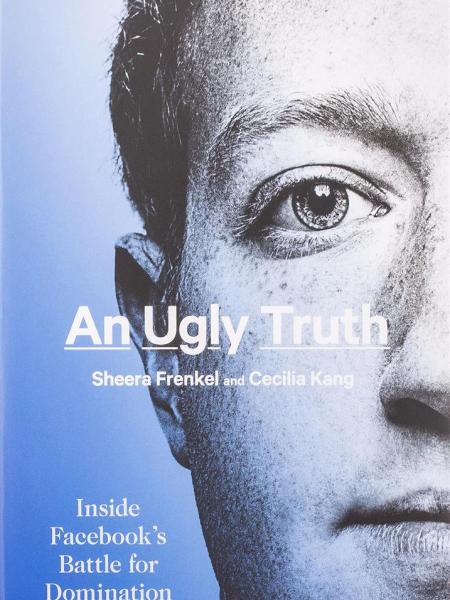 An Ugly Truth
Sheera Frenkel and Cecilia Kang
Inside
Facebook's
Battle for
Domination